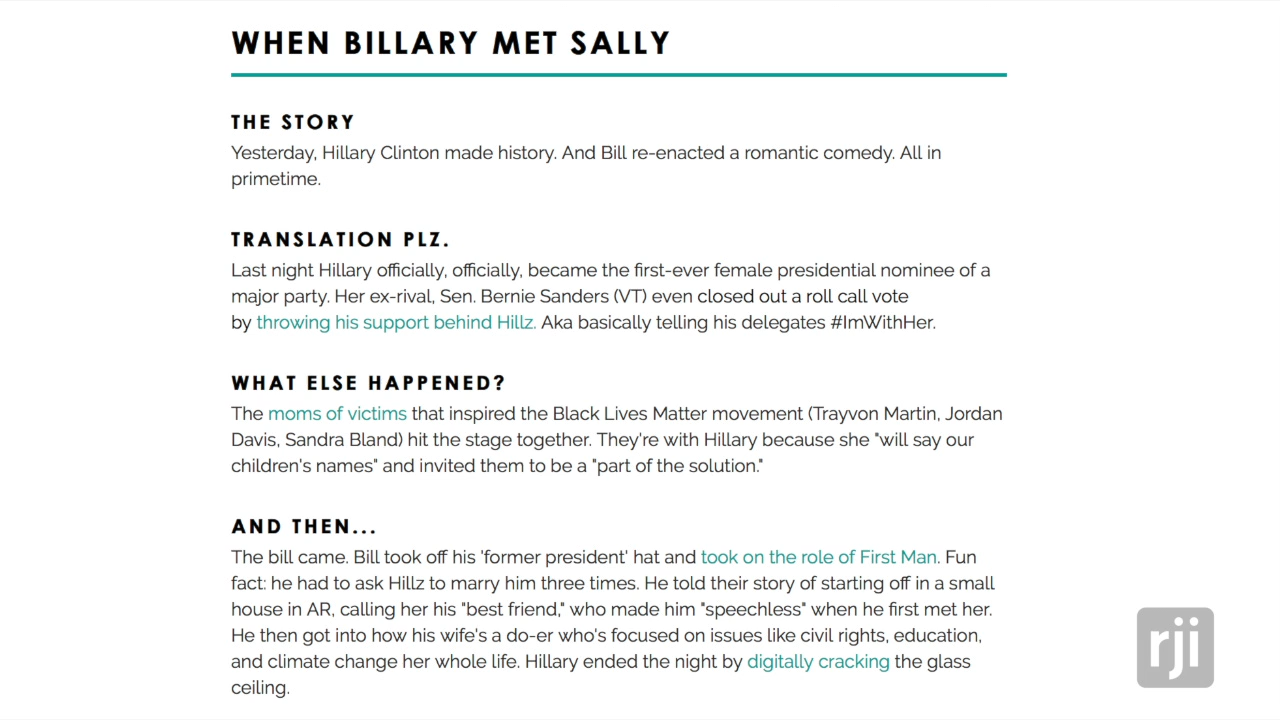 WHEN BILLARY MET SALLY
THE STORY
Yesterday, Hillary Clinton made history. And Bill re-enacted a romantic comedy. All in
primetime.
TRANSLATION PLZ.
Last night Hillary officially, officially, became the first-ever female presidential nominee of a
major party. Her ex-rival, Sen. Bernie Sanders (VT) even closed out a roll call vote
by throwing his support behind Hillz. Aka basically telling his delegates #ImWithHer.
WHAT ELSE HAPPENED?
The moms of victims that inspired the Black Lives Matter movement (Trayvon Martin, Jordan
Davis, Sandra Bland) hit the stage together. They're with Hillary because she "will say our
children's names" and invited them to be a "part of the solution."
AND THEN...
The bill came. Bill took off his 'former president' hat and took on the role of First Man. Fun
fact: he had to ask Hillz to marry him three times. He told their story of starting off in a small
house in AR, calling her his "best friend," who made him "speechless" when he first met her.
He then got into how his wife's a do-er who's focused on issues like civil rights, education,
and climate change her whole life. Hillary ended the night by digitally cracking the glass
ceiling.
rji